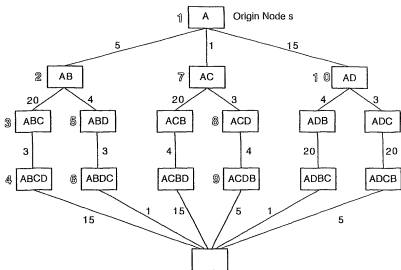 1 A Origin Node s
5 1 15
2 AB 7 AC 10 AD
20 4 20 3 4 3
3 ABC 5 ABD ACB 8 ACD ADB ADC
3 3 4 4 20 20
4 ABCD 6 ABDC ACBD 9 ACDB ADBC ADCB
15 1 15 5 1 5